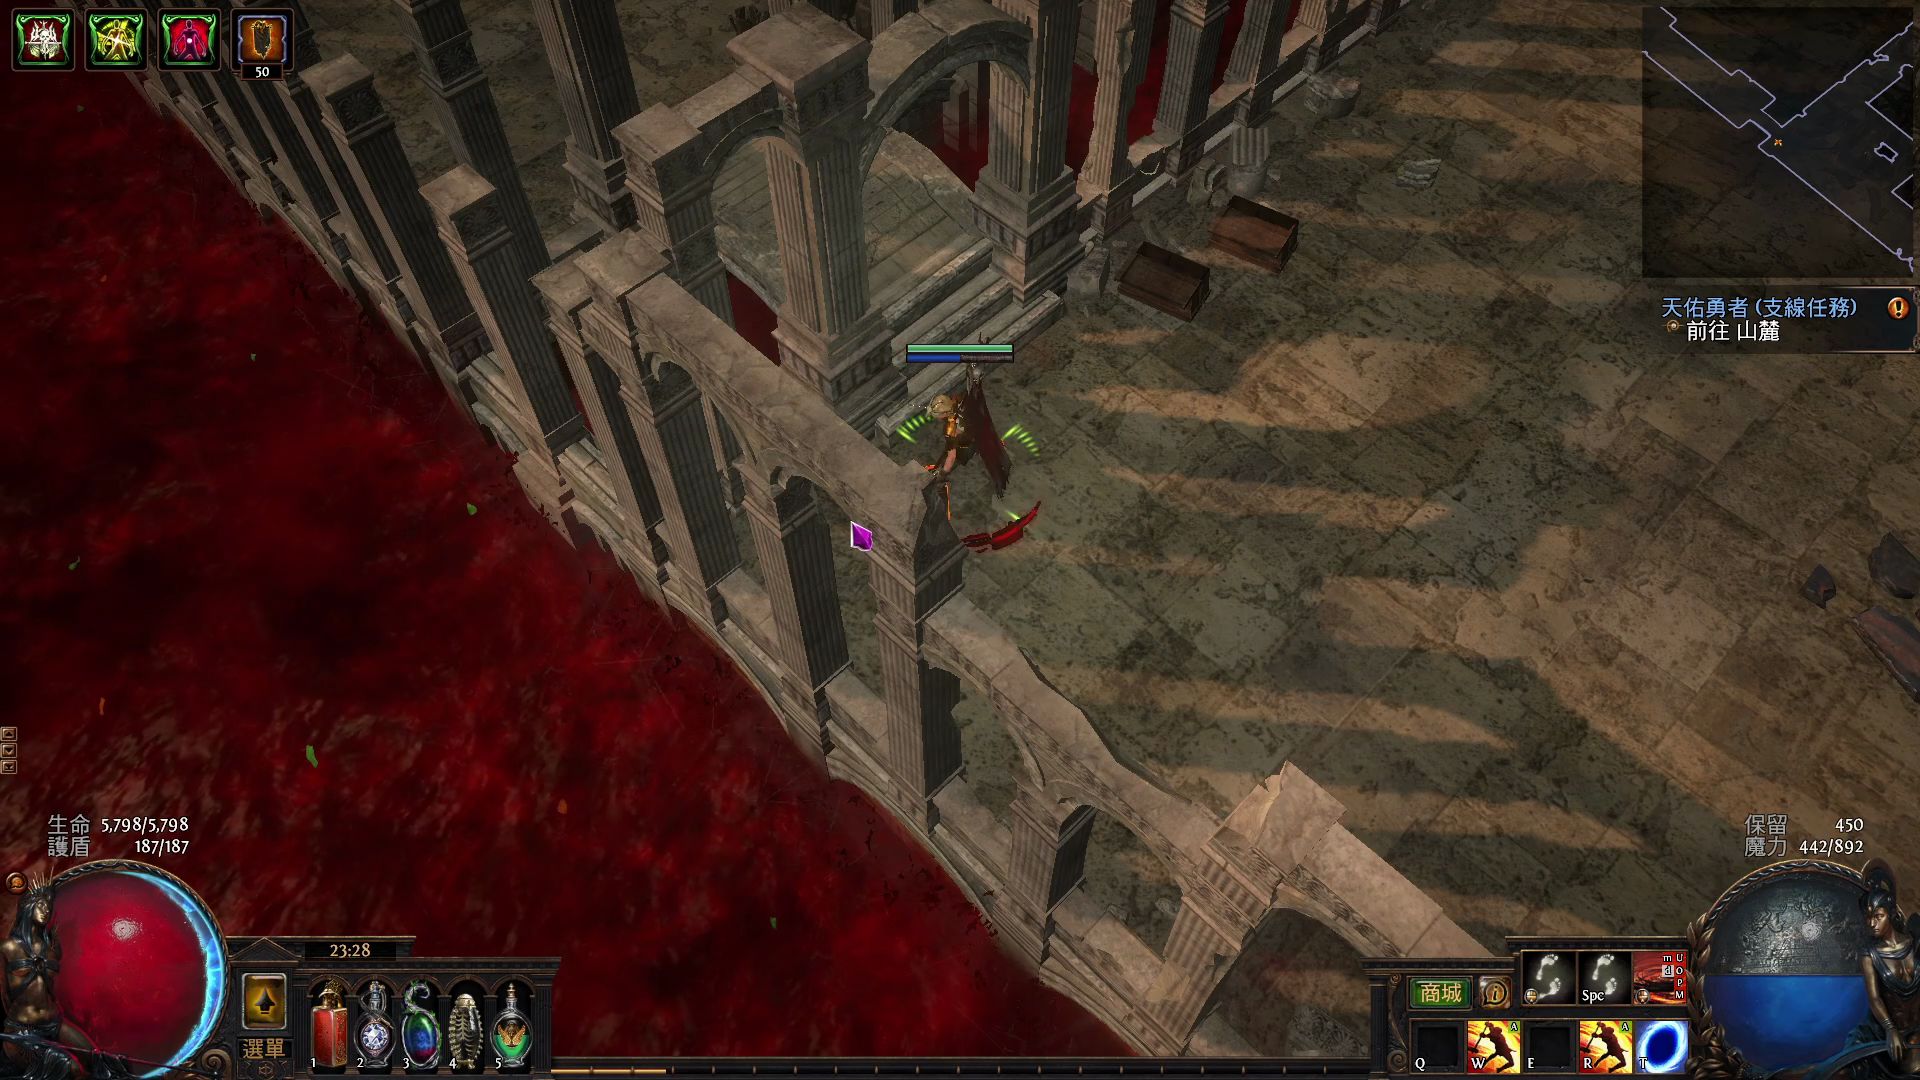 50
天佑勇者 (支線任務)
前往 山麓
生命 5,798/5,798
護盾 187/187
保留 450
魔力 442/892
23:28
選單
1 2 3 4 5
商城
Spc
m U
d O
P
M
Q W A E R A T